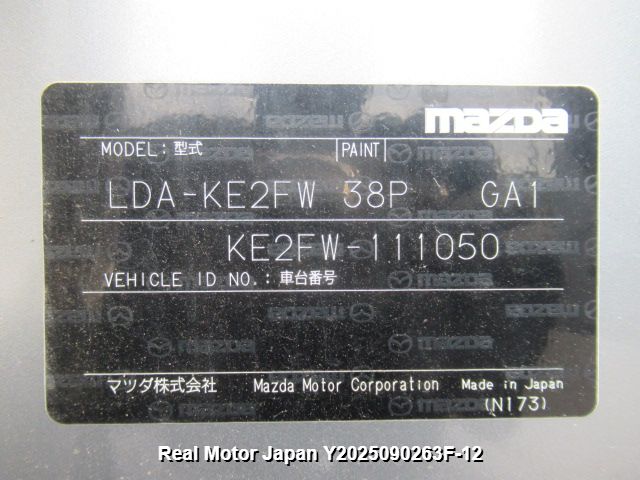 mazda
MODEL: 型式 PAINT
LDA-KE2FW 38P GA1
KE2FW-111050
VEHICLE ID NO.: 車台番号
マツダ株式会社 Mazda Motor Corporation Made in Japan
(N173)
Real Motor Japan Y2025090263F-12